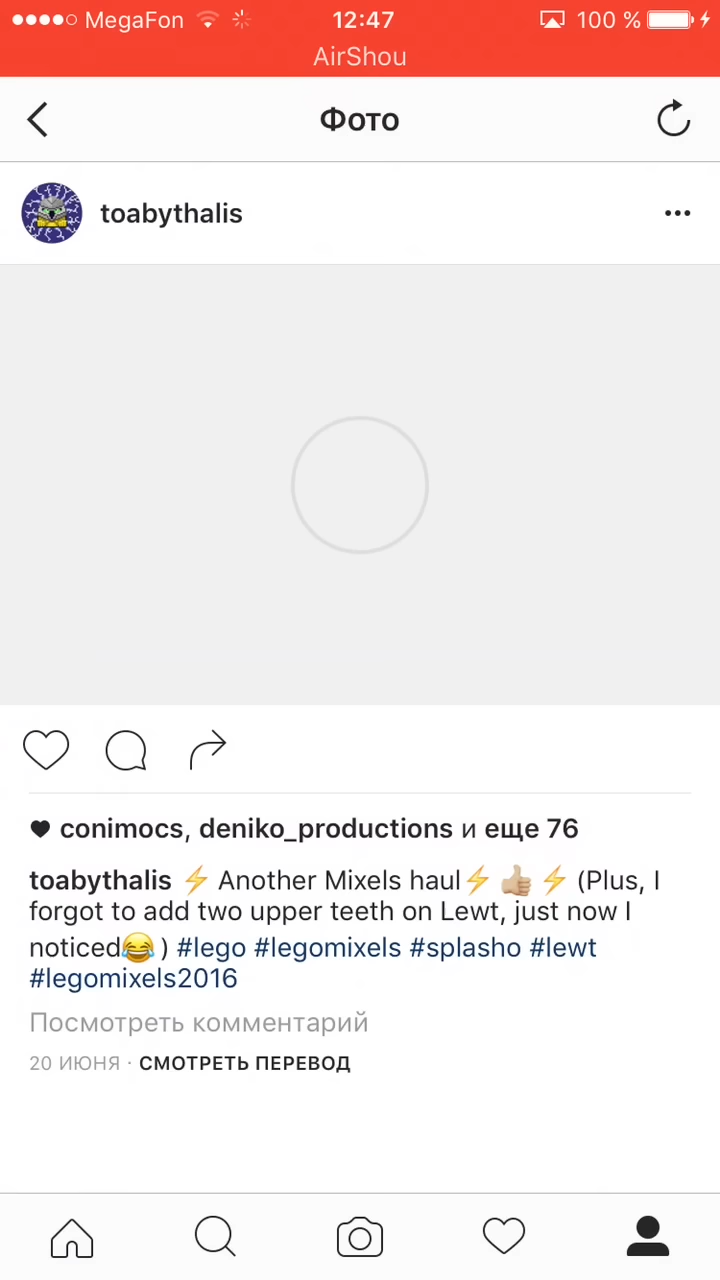 MegaFon 12:47 100 %
AirShou
Фото
toabythalis
conimocs, deniko_productions и еще 76
toabythalis ⚡ Another Mixels haul⚡👍🏼⚡ (Plus, I
forgot to add two upper teeth on Lewt, just now I
noticed😂) #lego #legomixels #splasho #lewt
#legomixels2016
Посмотреть комментарий
20 ИЮНЯ · СМОТРЕТЬ ПЕРЕВОД